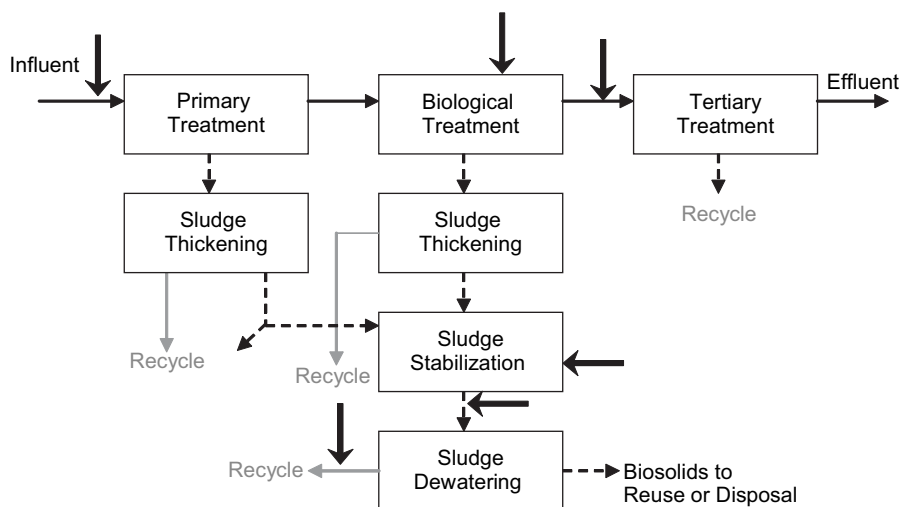 Influent
Primary
Treatment
Biological
Treatment
Tertiary
Treatment
Effluent
Sludge
Thickening
Sludge
Thickening
Recycle
Recycle
Sludge
Stabilization
Recycle
Recycle
Sludge
Dewatering
Biosolids to
Reuse or Disposal